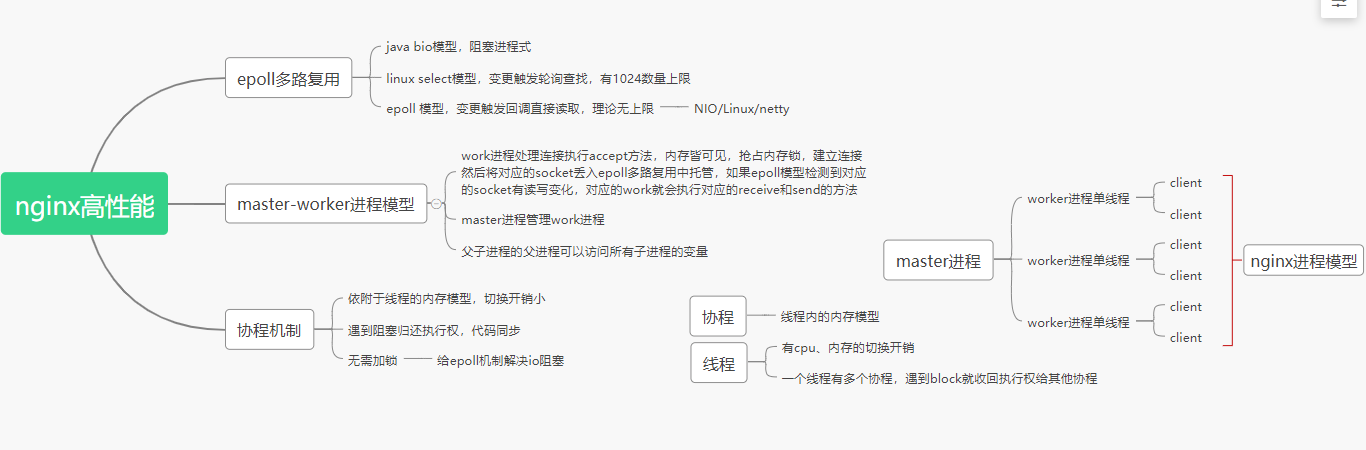 nginx高性能
epoll多路复用
java bio模型，阻塞进程式
linux select模型，变更触发轮询查找，有1024数量上限
epoll 模型，变更触发回调直接读取，理论无上限
NIO/Linux/netty
master-worker进程模型
work进程处理连接执行accept方法，内存皆可见，抢占内存锁，建立连接
然后将对应的socket丢入epoll多路复用中托管，如果epoll模型检测到对应
的socket有读写变化，对应的work就会执行对应的receive和send的方法
master进程管理work进程
父子进程的父进程可以访问所有子进程的变量
协程机制
依附于线程的内存模型，切换开销小
遇到阻塞归还执行权，代码同步
无需加锁
给epoll机制解决io阻塞
master进程
worker进程单线程
client
client
worker进程单线程
client
client
worker进程单线程
client
client
nginx进程模型
协程
线程内的内存模型
线程
有cpu、内存的切换开销
一个线程有多个协程，遇到block就收回执行权给其他协程